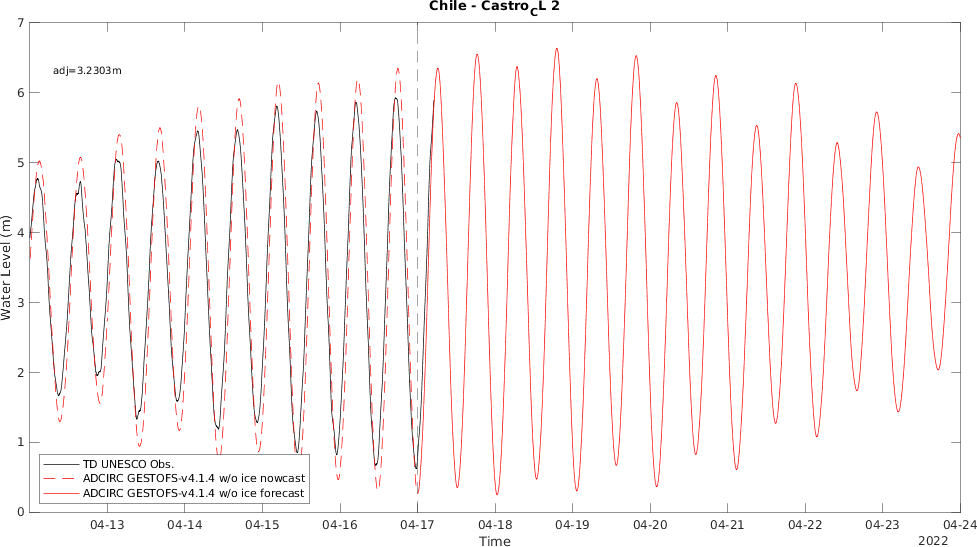 Chile - Castro_CL 2
adj=3.2303m
Water Level (m)
7
6
5
4
3
2
1
0
TD UNESCO Obs.
ADCIRC GESTOFS-v4.1.4 w/o ice nowcast
ADCIRC GESTOFS-v4.1.4 w/o ice forecast
04-13 04-14 04-15 04-16 04-17 04-18 04-19 04-20 04-21 04-22 04-23 04-24
Time
2022